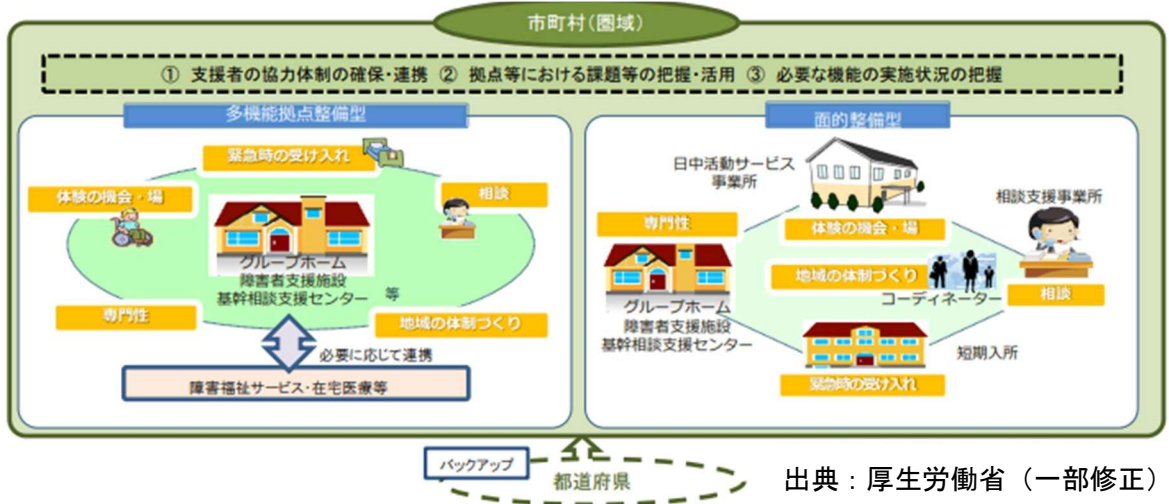 市町村(圏域)
① 支援者の協力体制の確保・連携 ② 拠点等における課題等の把握・活用 ③ 必要な機能の実施状況の把握
多機能拠点整備型
緊急時の受け入れ
体験の機会・場
相談
グループホーム
障害者支援施設
基幹相談支援センター 等
専門性
地域の体制づくり
必要に応じて連携
障害福祉サービス・在宅医療等
面的整備型
日中活動サービス
事業所
相談支援事業所
専門性
体験の機会・場
地域の体制づくり
コーディネーター
相談
グループホーム
障害者支援施設
基幹相談支援センター
短期入所
緊急時の受け入れ
バックアップ
都道府県
出典：厚生労働省（一部修正）